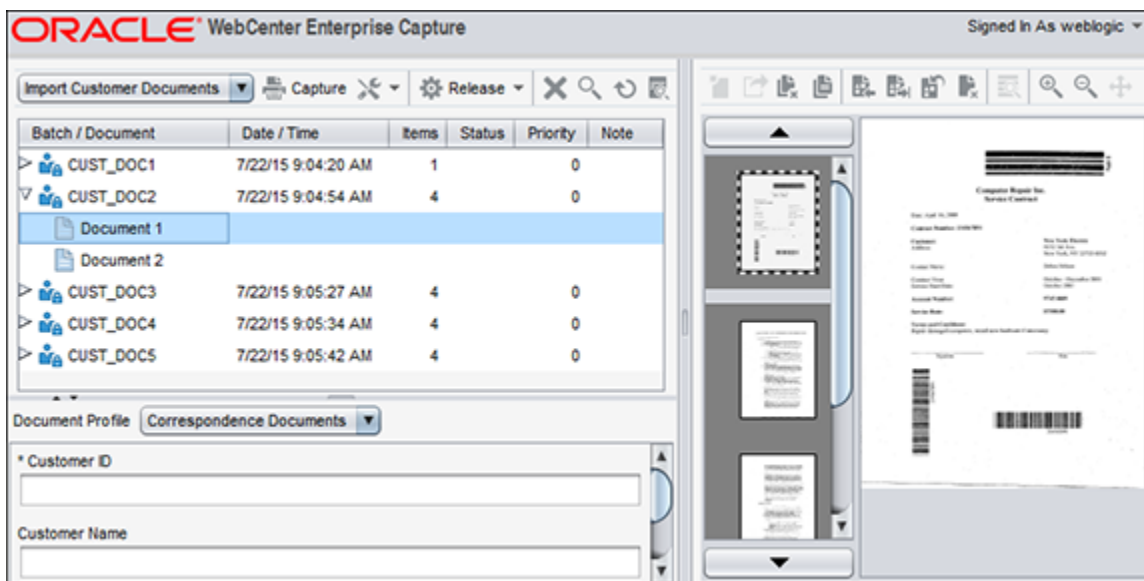 ORACLE WebCenter Enterprise Capture
Signed In As weblogic
Import Customer Documents Capture Release
Batch / Document Date / Time Items Status Priority Note
CUST_DOC1 7/22/15 9:04:20 AM 1 0
CUST_DOC2 7/22/15 9:04:54 AM 4 0
Document 1
Document 2
CUST_DOC3 7/22/15 9:05:27 AM 4 0
CUST_DOC4 7/22/15 9:05:34 AM 4 0
CUST_DOC5 7/22/15 9:05:42 AM 4 0
Document Profile Correspondence Documents
* Customer ID
Customer Name
Computer Repair Inc.
Service Contract